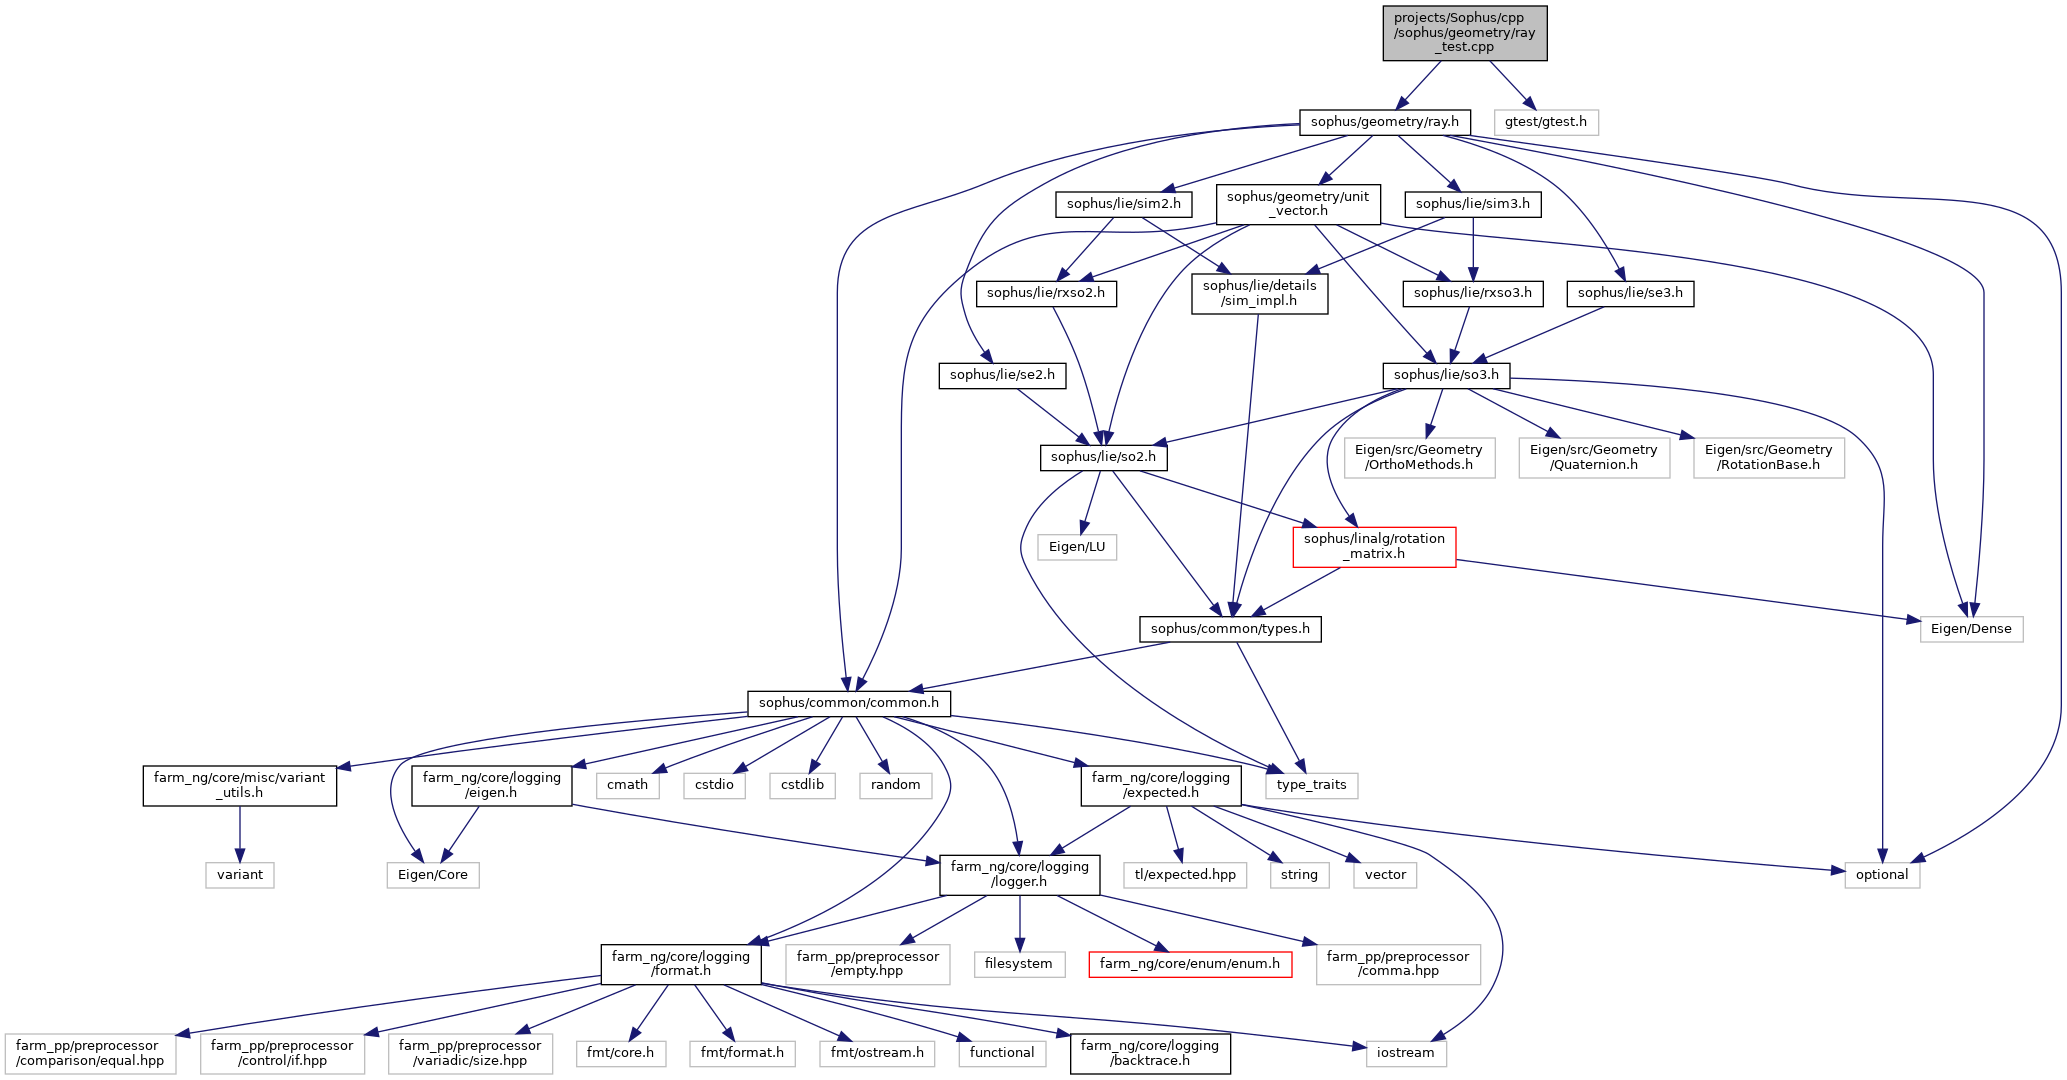 projects/Sophus/cpp
/sophus/geometry/ray
_test.cpp
sophus/geometry/ray.h
gtest/gtest.h
sophus/lie/sim2.h
sophus/geometry/unit
_vector.h
sophus/lie/sim3.h
sophus/lie/rxso2.h
sophus/lie/details
/sim_impl.h
sophus/lie/rxso3.h
sophus/lie/se3.h
sophus/lie/se2.h
sophus/lie/so3.h
sophus/lie/so2.h
Eigen/src/Geometry
/OrthoMethods.h
Eigen/src/Geometry
/Quaternion.h
Eigen/src/Geometry
/RotationBase.h
Eigen/LU
sophus/linalg/rotation
_matrix.h
sophus/common/types.h
Eigen/Dense
sophus/common/common.h
farm_ng/core/misc/variant
_utils.h
farm_ng/core/logging
/eigen.h
cmath
cstdio
cstdlib
random
farm_ng/core/logging
/expected.h
type_traits
variant
Eigen/Core
farm_ng/core/logging
/logger.h
tl/expected.hpp
string
vector
optional
farm_ng/core/logging
/format.h
farm_pp/preprocessor
/empty.hpp
filesystem
farm_ng/core/enum/enum.h
farm_pp/preprocessor
/comma.hpp
farm_pp/preprocessor
/comparison/equal.hpp
farm_pp/preprocessor
/control/if.hpp
farm_pp/preprocessor
/variadic/size.hpp
fmt/core.h
fmt/format.h
fmt/ostream.h
functional
farm_ng/core/logging
/backtrace.h
iostream